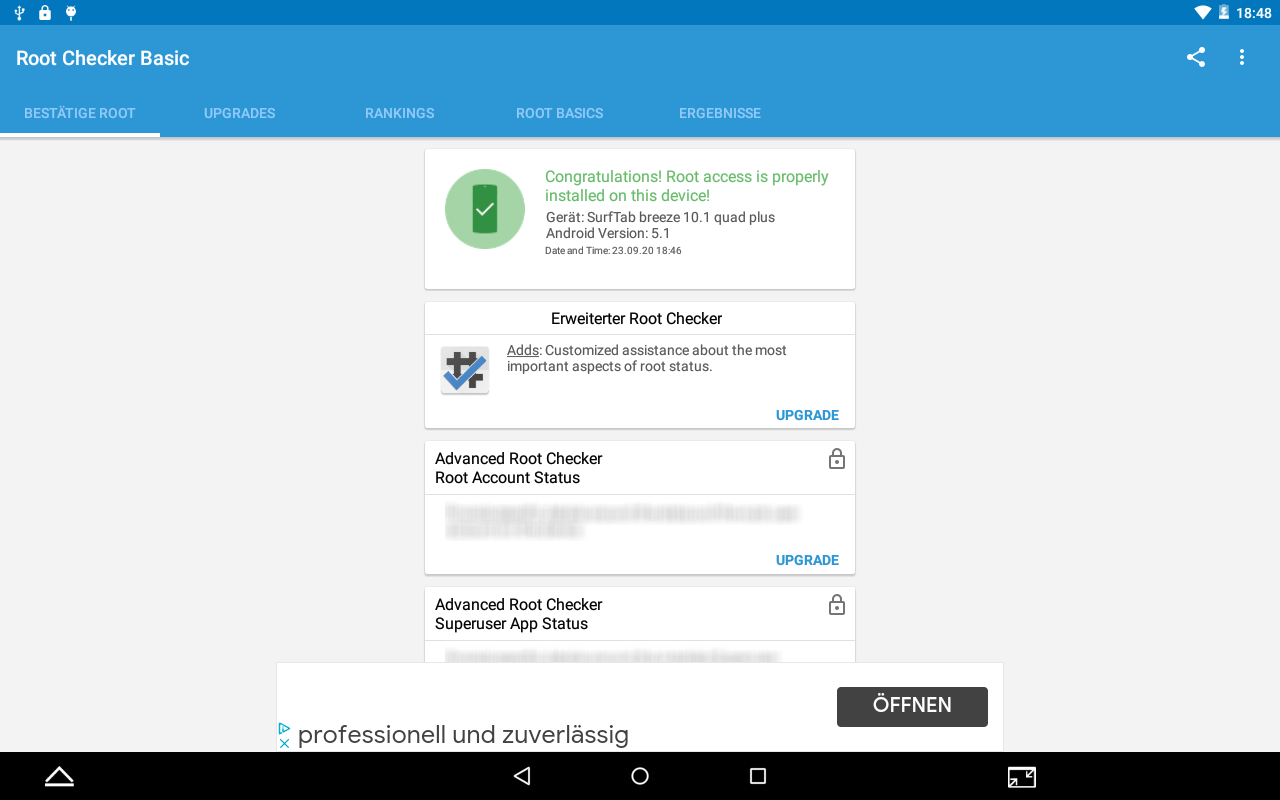 18:48
Root Checker Basic
BESTÄTIGE ROOT
UPGRADES
RANKINGS
ROOT BASICS
ERGEBNISSE
Congratulations! Root access is properly
installed on this device!
Gerät: SurfTab breeze 10.1 quad plus
Android Version: 5.1
Date and Time: 23.09.20 18:46
Erweiterter Root Checker
Adds: Customized assistance about the most
important aspects of root status.
UPGRADE
Advanced Root Checker
Root Account Status
UPGRADE
Advanced Root Checker
Superuser App Status
ÖFFNEN
professionell und zuverlässig